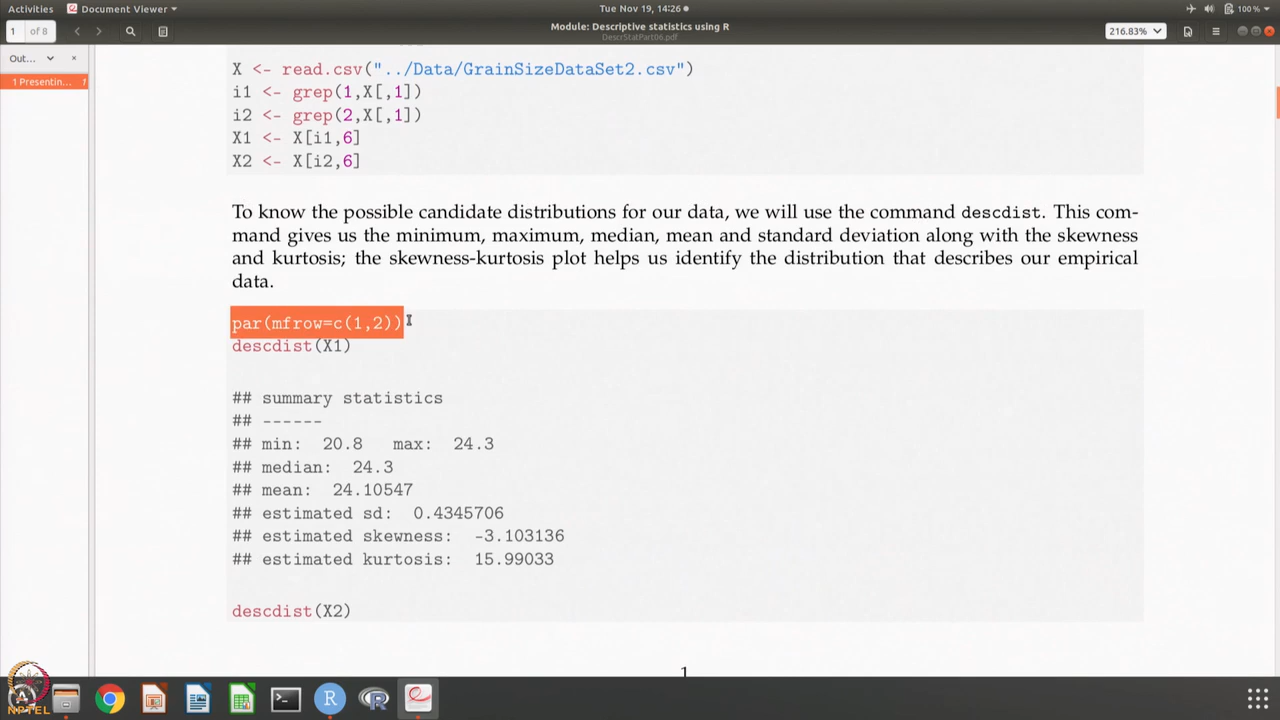 Activities
Document Viewer
Tue Nov 19, 14:26
100 %
1
of 8
Module: Descriptive statistics using R
DescrStatPart06.pdf
216.83%
Out...
1 Presentin...
1
X <- read.csv("../Data/GrainSizeDataSet2.csv")
i1 <- grep(1,X[,1])
i2 <- grep(2,X[,1])
X1 <- X[i1,6]
X2 <- X[i2,6]
To know the possible candidate distributions for our data, we will use the command descdist. This com-
mand gives us the minimum, maximum, median, mean and standard deviation along with the skewness
and kurtosis; the skewness-kurtosis plot helps us identify the distribution that describes our empirical
data.
par(mfrow=c(1,2))
descdist(X1)
## summary statistics
## ------
## min: 20.8 max: 24.3
## median: 24.3
## mean: 24.10547
## estimated sd: 0.4345706
## estimated skewness: -3.103136
## estimated kurtosis: 15.99033
descdist(X2)
1
NPTEL